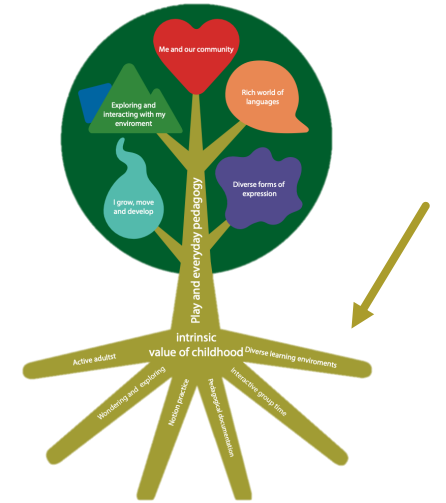 Me and our community
Rich world of
languages
Exploring and
interacting with my
enviroment
I grow, move
and develop
Diverse forms of
expression
Play and everyday pedagogy
intrinsic
value of childhood
Active adultst
Diverse learning enviroments
Wondering and exploring
Notion practice
Pedagogical documentation
Interactive group time